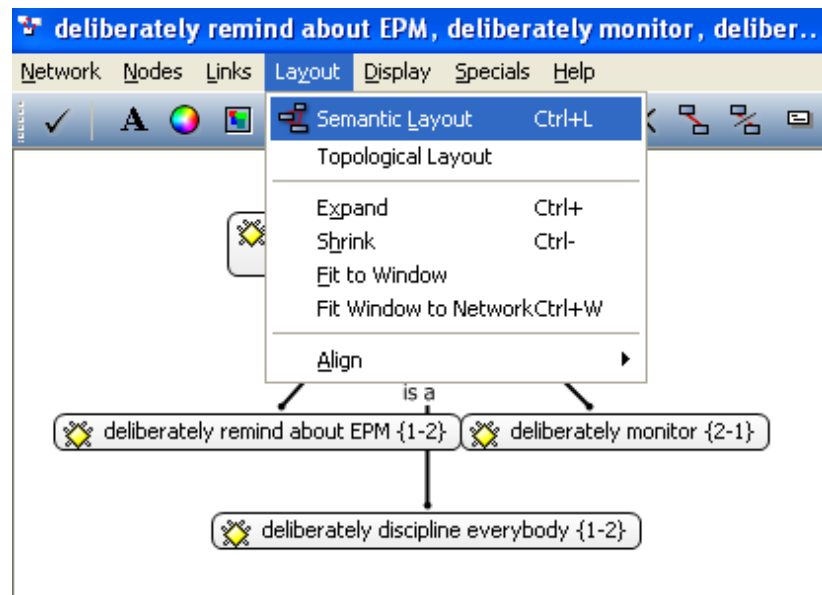 deliberately remind about EPM, deliberately monitor, deliber..
Network Nodes Links Layout Display Specials Help
A
Semantic Layout Ctrl+L
Topological Layout
Expand Ctrl+
Shrink Ctrl-
Fit to Window
Fit Window to Network Ctrl+W
Align
is a
deliberately remind about EPM {1-2} deliberately monitor {2-1}
deliberately discipline everybody {1-2}